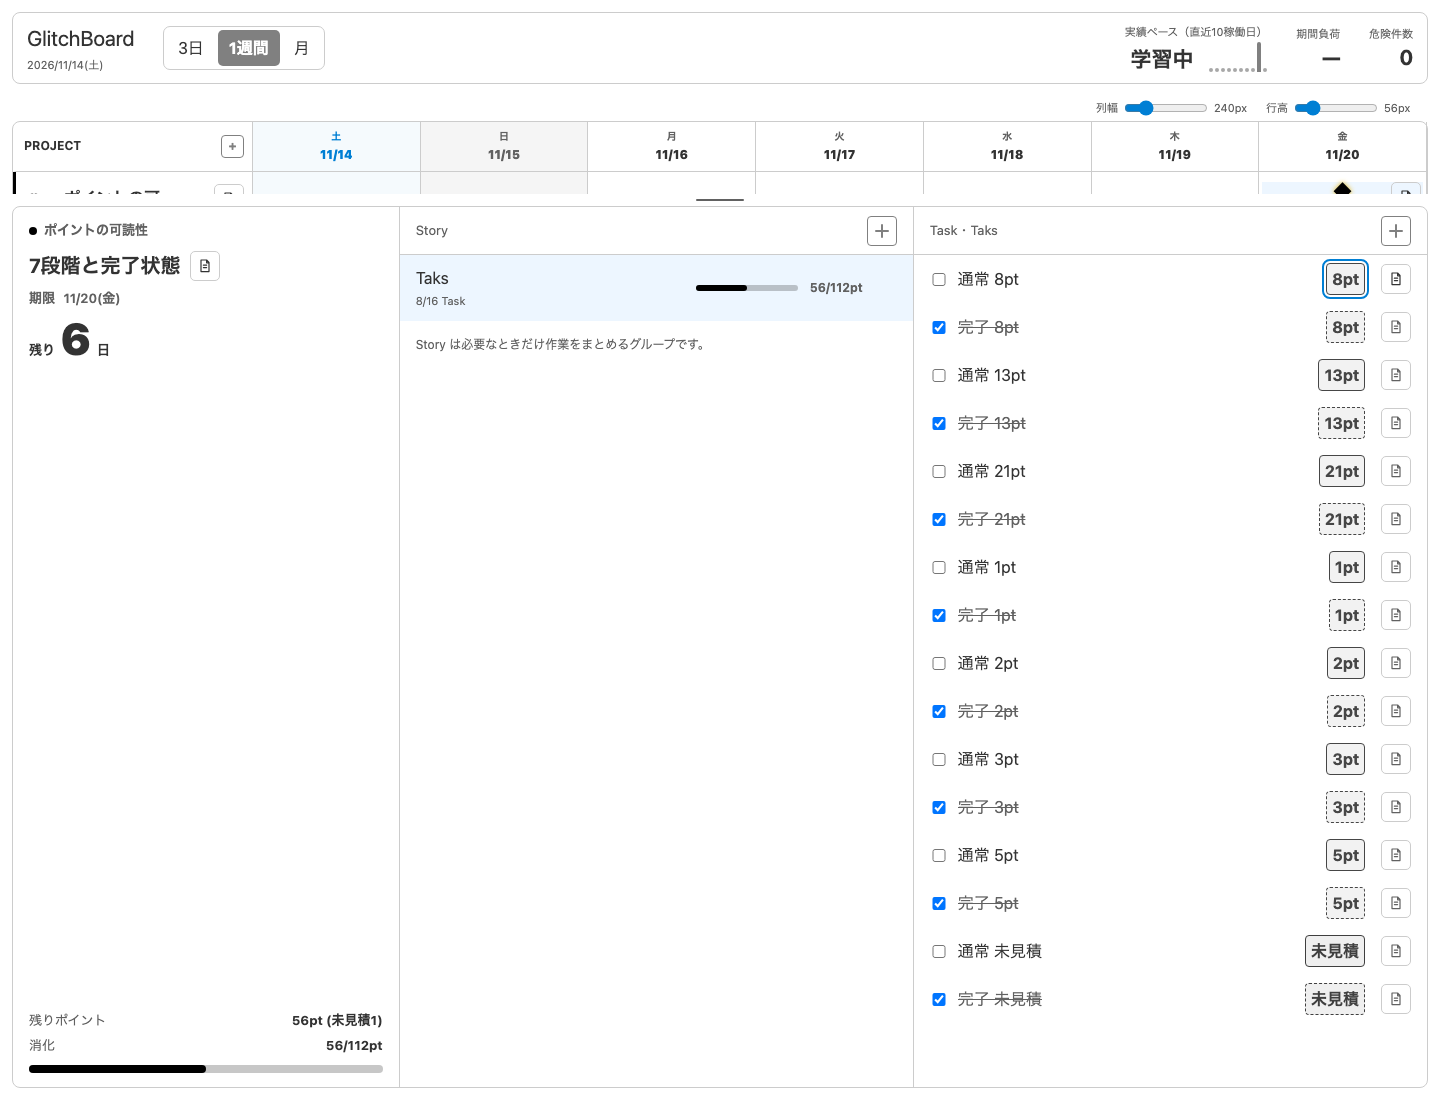 GlitchBoard
2026/11/14(土)
3日 1週間 月
実績ペース（直近10稼働日）
学習中
期間負荷
—
危険件数
0
列幅 240px 行高 56px
PROJECT +
土 11/14
日 11/15
月 11/16
火 11/17
水 11/18
木 11/19
金 11/20
ポイントの可読性
7段階と完了状態
期限 11/20(金)
残り 6 日
残りポイント 56pt (未見積1)
消化 56/112pt
Story
Taks
8/16 Task
56/112pt
Story は必要なときだけ作業をまとめるグループです。
Task・Taks
通常 8pt 8pt
完了 8pt 8pt
通常 13pt 13pt
完了 13pt 13pt
通常 21pt 21pt
完了 21pt 21pt
通常 1pt 1pt
完了 1pt 1pt
通常 2pt 2pt
完了 2pt 2pt
通常 3pt 3pt
完了 3pt 3pt
通常 5pt 5pt
完了 5pt 5pt
通常 未見積 未見積
完了 未見積 未見積